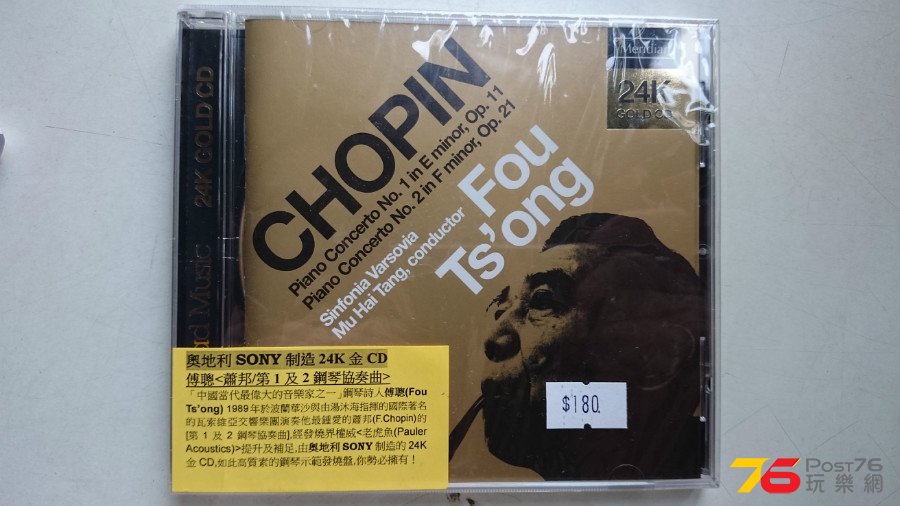 24K GOLD CD
ad Music
Meridian
24K
GOLD CD
CHOPIN
Piano Concerto No. 1 in E minor, Op. 11
Piano Concerto No. 2 in F minor, Op. 21
Sinfonia Varsovia
Mu Hai Tang, conductor
Fou
Ts'ong
奧地利 SONY 制造 24K 金 CD
傅聰<蕭邦/第 1 及 2 鋼琴協奏曲>
「中國當代最偉大的音樂家之一」鋼琴詩人傅聰(Fou
Ts'ong) 1989 年於波蘭華沙與由湯沐海指揮的國際著名
的瓦索維亞交響樂團演奏他最鍾愛的蕭邦(F.Chopin)的
[第 1 及 2 鋼琴協奏曲].經發燒界權威<老虎魚(Pauler
Acoustics)>提升及補足,由奧地利 SONY 制造的 24K
金 CD,如此高質素的鋼琴示範發燒盤,你勢必擁有！
$180.
76 Post76
玩樂網